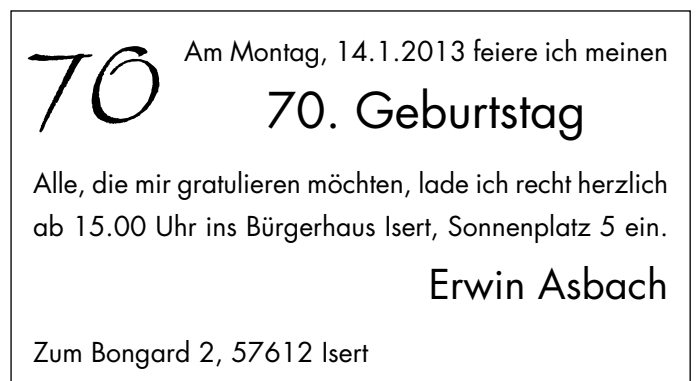 70
Am Montag, 14.1.2013 feiere ich meinen
70. Geburtstag
Alle, die mir gratulieren möchten, lade ich recht herzlich
ab 15.00 Uhr ins Bürgerhaus Isert, Sonnenplatz 5 ein.
Erwin Asbach
Zum Bongard 2, 57612 Isert